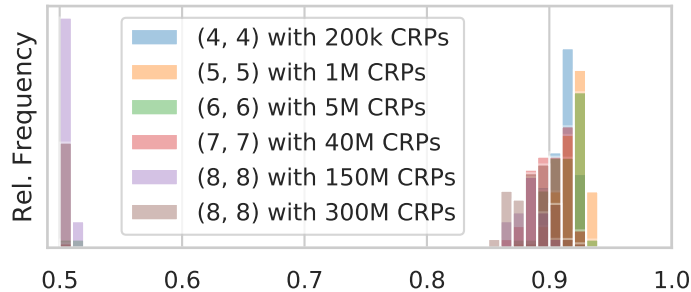 Rel. Frequency
(4, 4) with 200k CRPs
(5, 5) with 1M CRPs
(6, 6) with 5M CRPs
(7, 7) with 40M CRPs
(8, 8) with 150M CRPs
(8, 8) with 300M CRPs
0.5 0.6 0.7 0.8 0.9 1.0